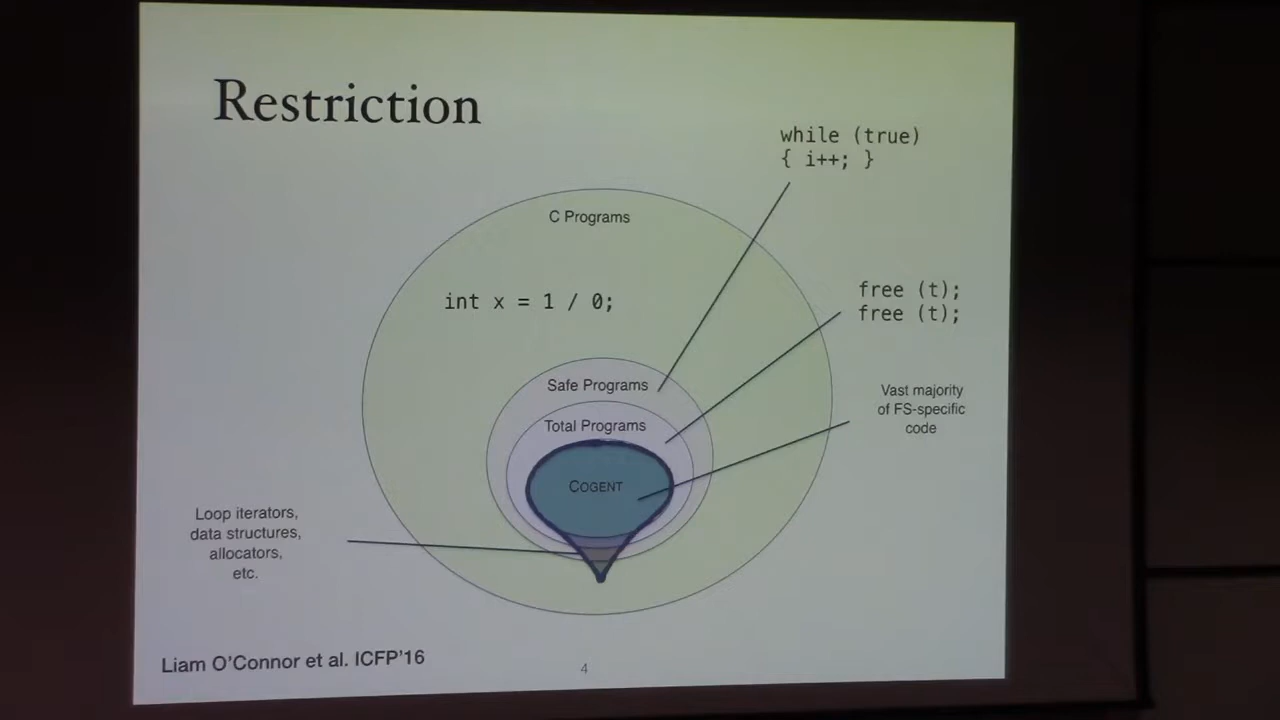 Restriction
while (true)
{ i++; }
C Programs
int x = 1 / 0;
free (t);
free (t);
Safe Programs
Vast majority
of FS-specific
code
Total Programs
COGENT
Loop iterators,
data structures,
allocators,
etc.
Liam O'Connor et al. ICFP'16
4